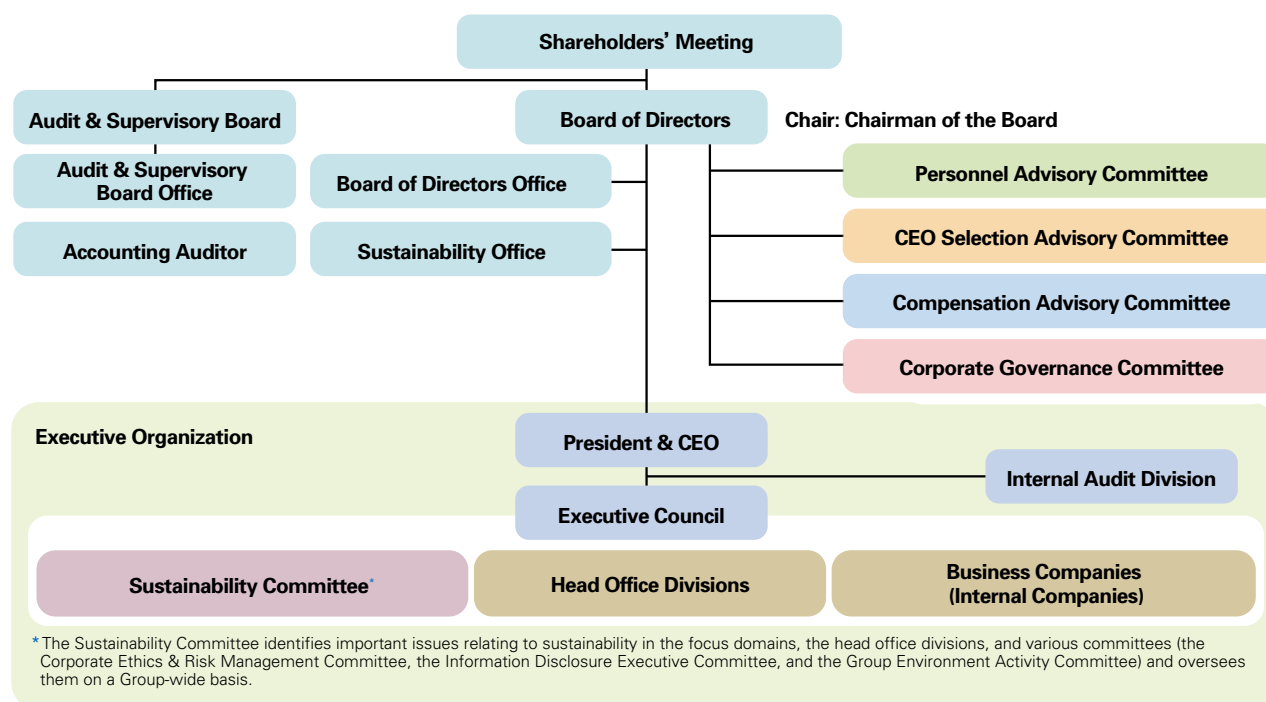 Shareholders’ Meeting
Audit & Supervisory Board
Board of Directors
Chair: Chairman of the Board
Audit & Supervisory
Board Office
Board of Directors Office
Personnel Advisory Committee
CEO Selection Advisory Committee
Accounting Auditor
Sustainability Office
Compensation Advisory Committee
Corporate Governance Committee
Executive Organization
President & CEO
Internal Audit Division
Executive Council
Sustainability Committee*
Head Office Divisions
Business Companies
(Internal Companies)
* The Sustainability Committee identifies important issues relating to sustainability in the focus domains, the head office divisions, and various committees (the
Corporate Ethics & Risk Management Committee, the Information Disclosure Executive Committee, and the Group Environment Activity Committee) and oversees
them on a Group-wide basis.